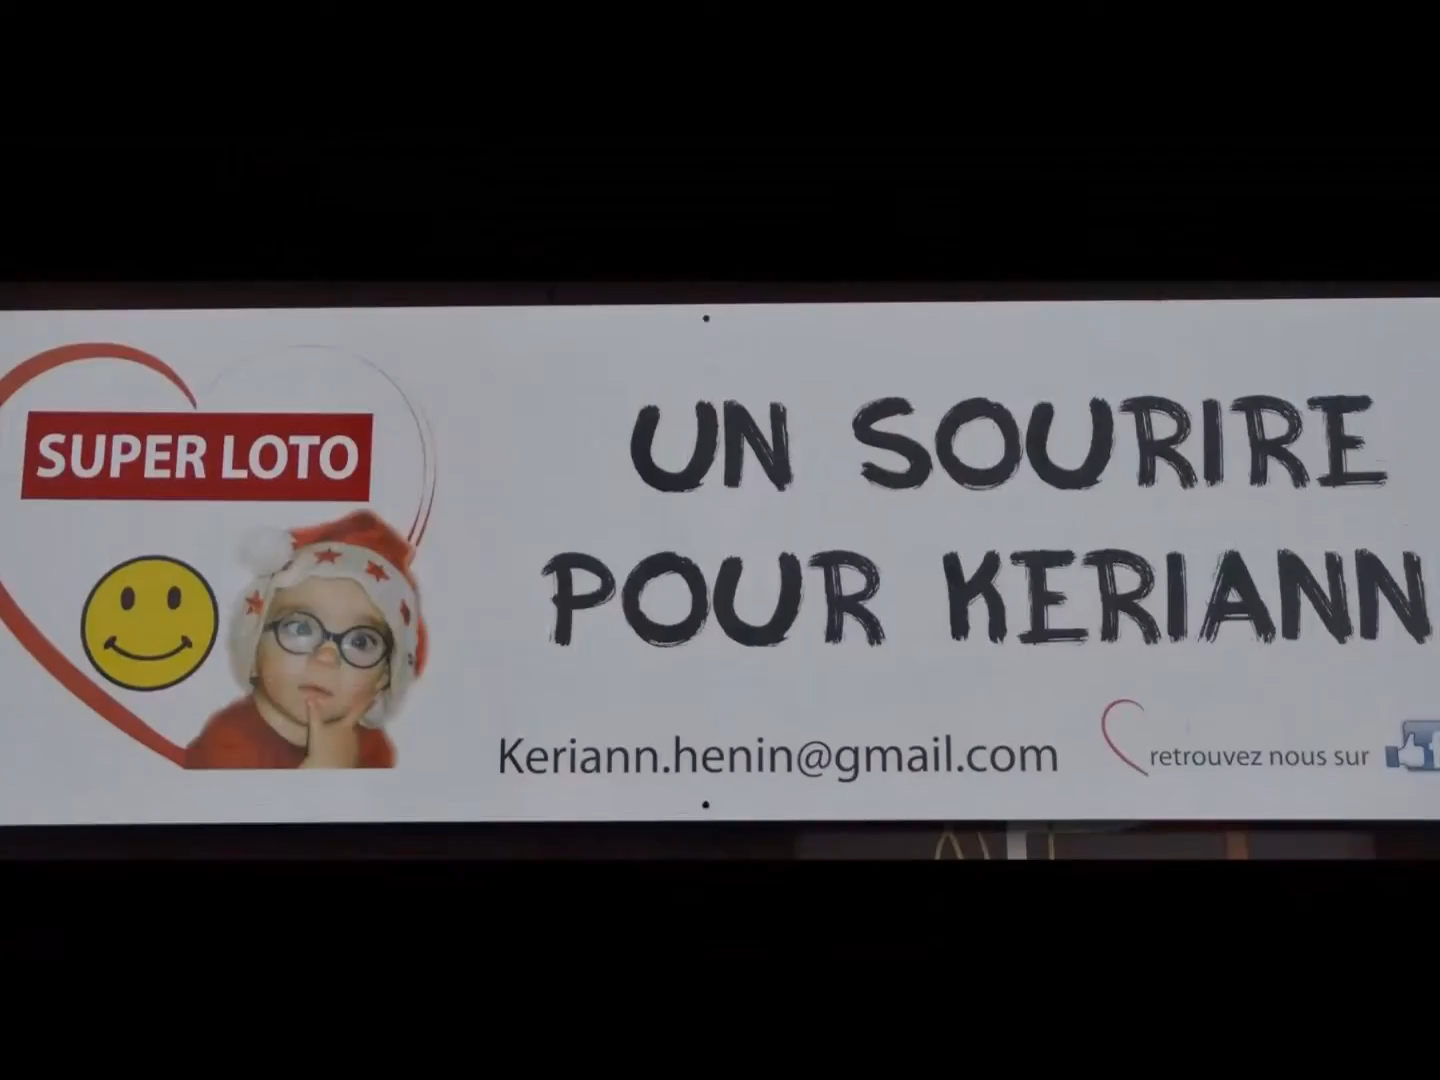 SUPER LOTO
UN SOURIRE
POUR KERIANN
Keriann.henin@gmail.com
retrouvez nous sur
f